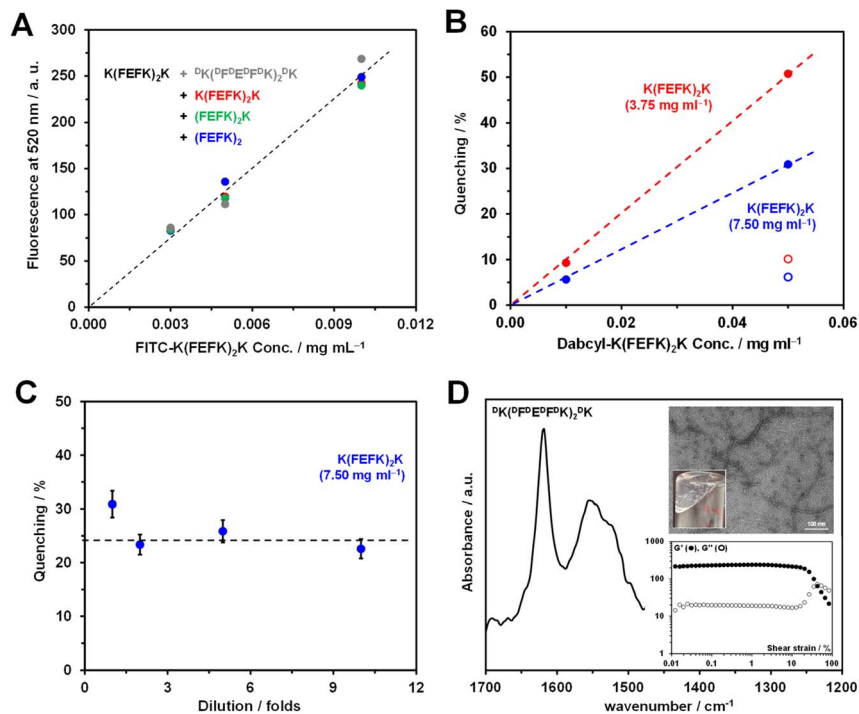 A
300
250
200
150
100
50
0
Fluorescence at 520 nm / a. u.
K(FEFK)₂K + ᴰK(ᴰFᴰEᴰFᴰK)₂ᴰK
+ K(FEFK)₂K
+ (FEFK)₂K
+ (FEFK)₂
0.000 0.003 0.006 0.009 0.012
FITC-K(FEFK)₂K Conc. / mg mL⁻¹
B
60
50
40
30
20
10
0
Quenching / %
K(FEFK)₂K
(3.75 mg ml⁻¹)
K(FEFK)₂K
(7.50 mg ml⁻¹)
0.00 0.02 0.04 0.06
Dabcyl-K(FEFK)₂K Conc. / mg ml⁻¹
C
50
40
30
20
10
0
Quenching / %
K(FEFK)₂K
(7.50 mg ml⁻¹)
0 3 6 9 12
Dilution / folds
D
ᴰK(ᴰFᴰEᴰFᴰK)₂ᴰK
Absorbance / a.u.
100 nm
G' (●), G'' (O)
1000
100
10
1
Shear strain / %
0.01 0.1 1 10 100
1700 1600 1500 1400 1300 1200
wavenumber / cm⁻¹